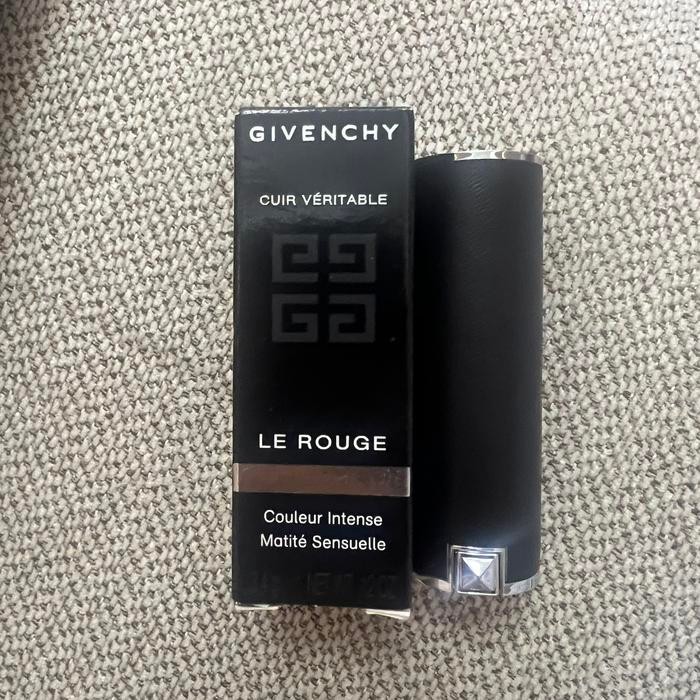 GIVENCHY
CUIR VÉRITABLE
LE ROUGE
Couleur Intense
Matité Sensuelle